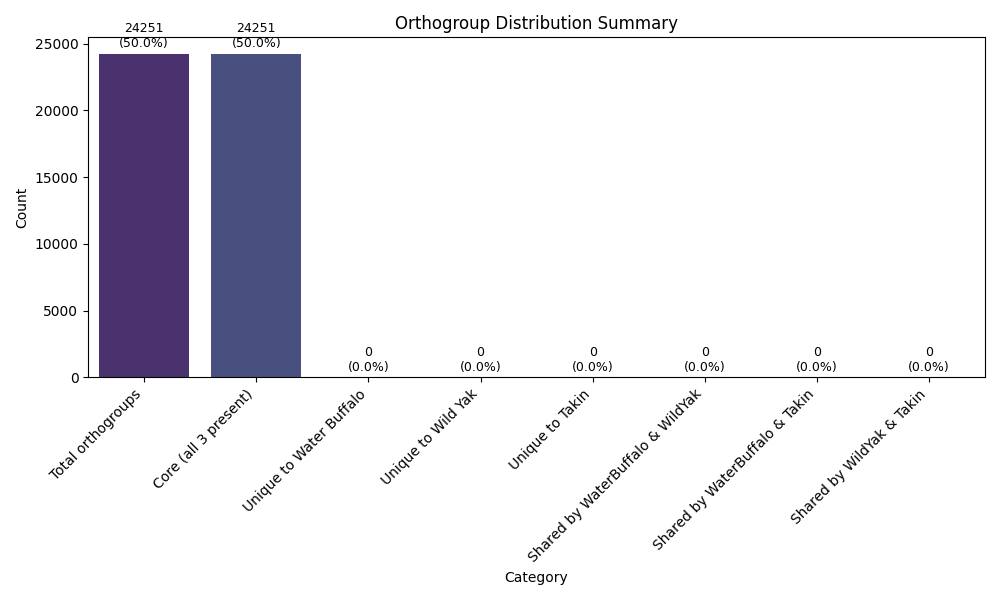 Orthogroup Distribution Summary
24251
(50.0%)
24251
(50.0%)
0
(0.0%)
0
(0.0%)
0
(0.0%)
0
(0.0%)
0
(0.0%)
0
(0.0%)
25000
20000
15000
10000
5000
0
Count
Total orthogroups
Core (all 3 present)
Unique to Water Buffalo
Unique to Wild Yak
Unique to Takin
Shared by WaterBuffalo & WildYak
Shared by WaterBuffalo & Takin
Shared by WildYak & Takin
Category